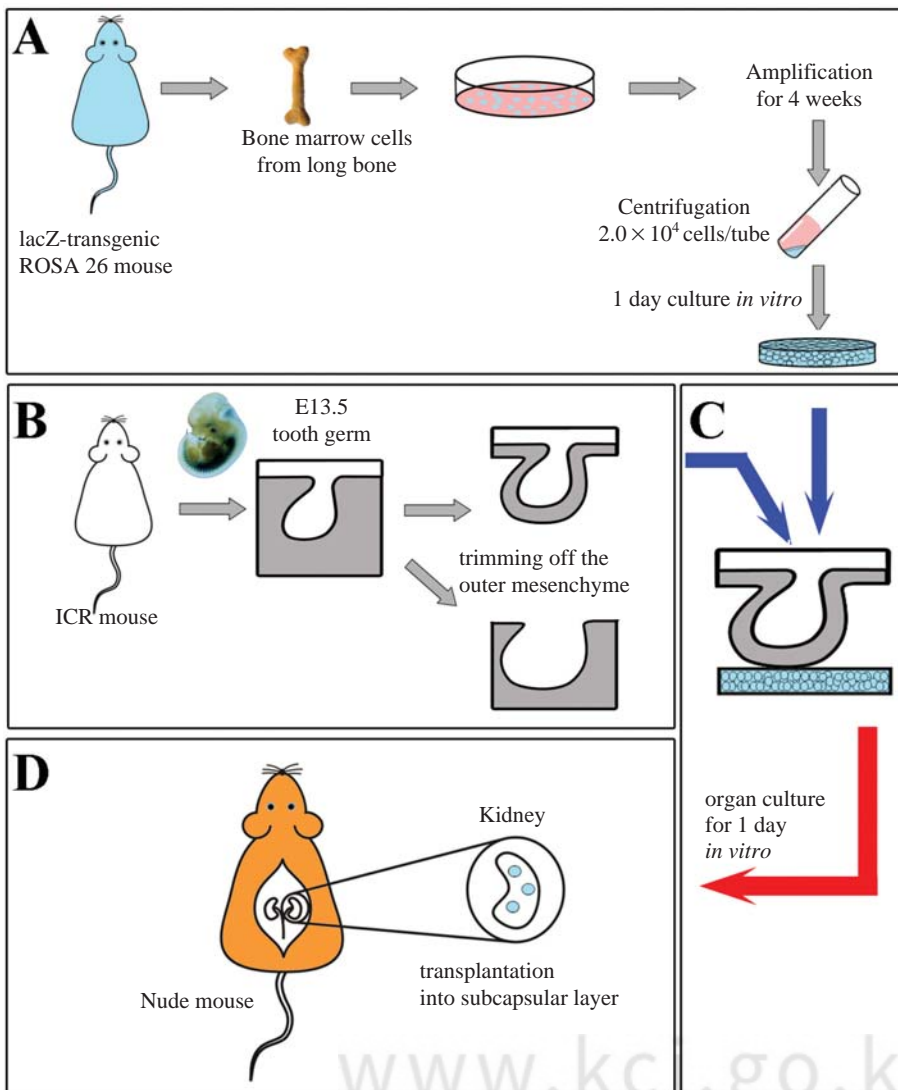 A
Bone marrow cells
from long bone
Amplification
for 4 weeks
lacZ-transgenic
ROSA 26 mouse
Centrifugation
2.0 × 10⁴ cells/tube
1 day culture in vitro
B
E13.5
tooth germ
ICR mouse
trimming off the
outer mesenchyme
C
organ culture
for 1 day
in vitro
D
Kidney
Nude mouse
transplantation
into subcapsular layer
www.kci.go.k